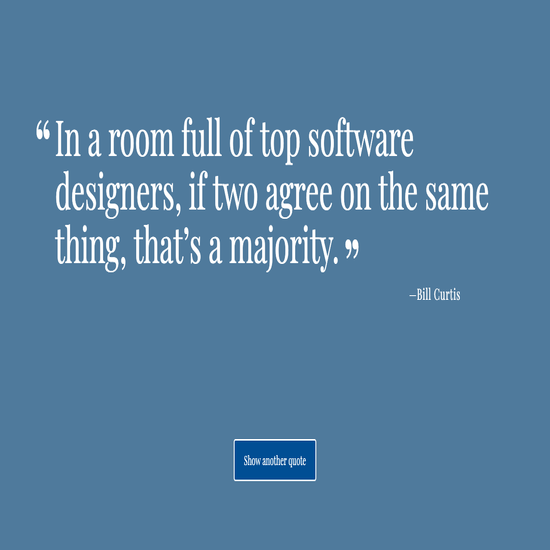 “In a room full of top software
designers, if two agree on the same
thing, that’s a majority.”
–Bill Curtis
Show another quote